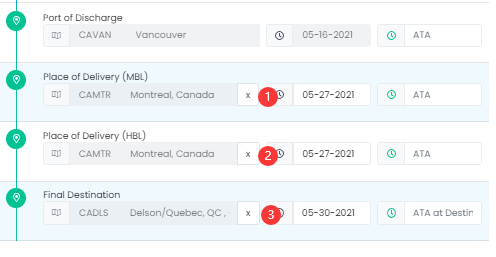 Port of Discharge
CAVAN Vancouver 05-16-2021 ATA
Place of Delivery (MBL)
CAMTR Montreal, Canada x 1 05-27-2021 ATA
Place of Delivery (HBL)
CAMTR Montreal, Canada x 2 05-27-2021 ATA
Final Destination
CADLS Delson/Quebec, QC , x 3 05-30-2021 ATA at Destin